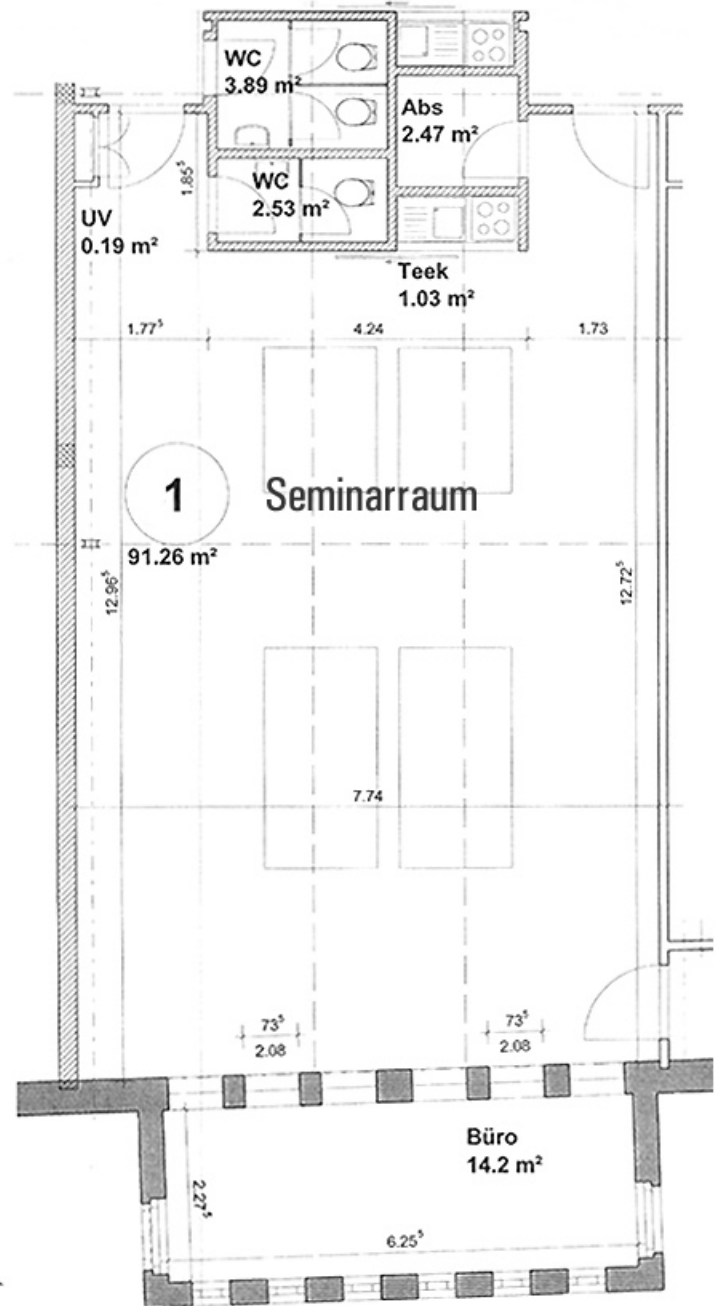 WC
3.89 m²
Abs
2.47 m²
1.85⁵
WC
2.53 m²
UV
0.19 m²
Teek
1.03 m²
1.77⁵
4.24
1.73
1
Seminarraum
91.26 m²
12.96⁵
12.72⁵
7.74
73⁵
2.08
73⁵
2.08
Büro
14.2 m²
2.27⁵
6.25⁵